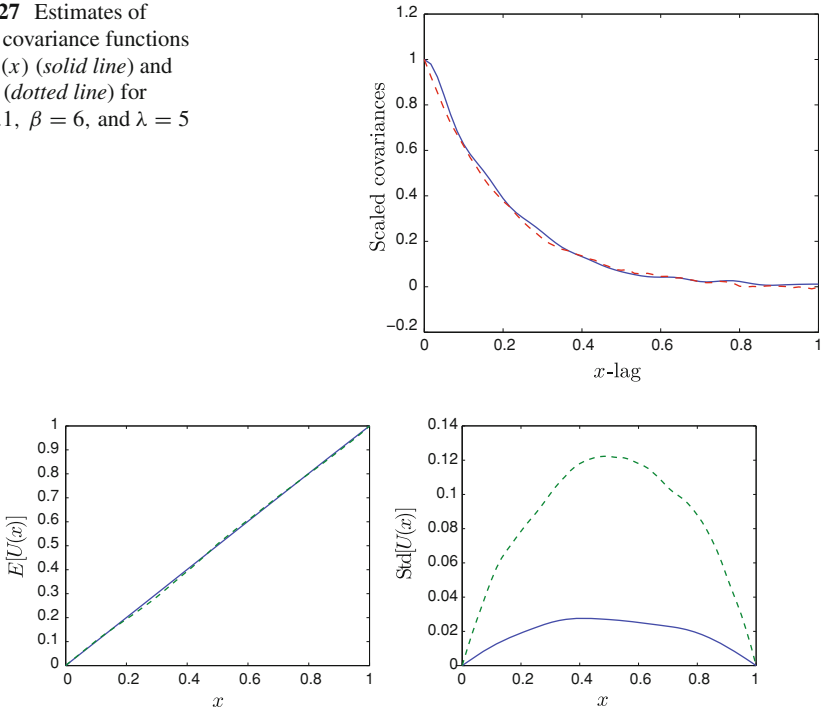 27 Estimates of
covariance functions
(x) (solid line) and
(dotted line) for
.1, β = 6, and λ = 5
1.2
1
0.8
0.6
0.4
0.2
0
−0.2
Scaled covariances
0 0.2 0.4 0.6 0.8 1
x-lag
1
0.9
0.8
0.7
0.6
0.5
0.4
0.3
0.2
0.1
0
E[U(x)]
0 0.2 0.4 0.6 0.8 1
x
0.14
0.12
0.1
0.08
0.06
0.04
0.02
0
Std[U(x)]
0 0.2 0.4 0.6 0.8 1
x